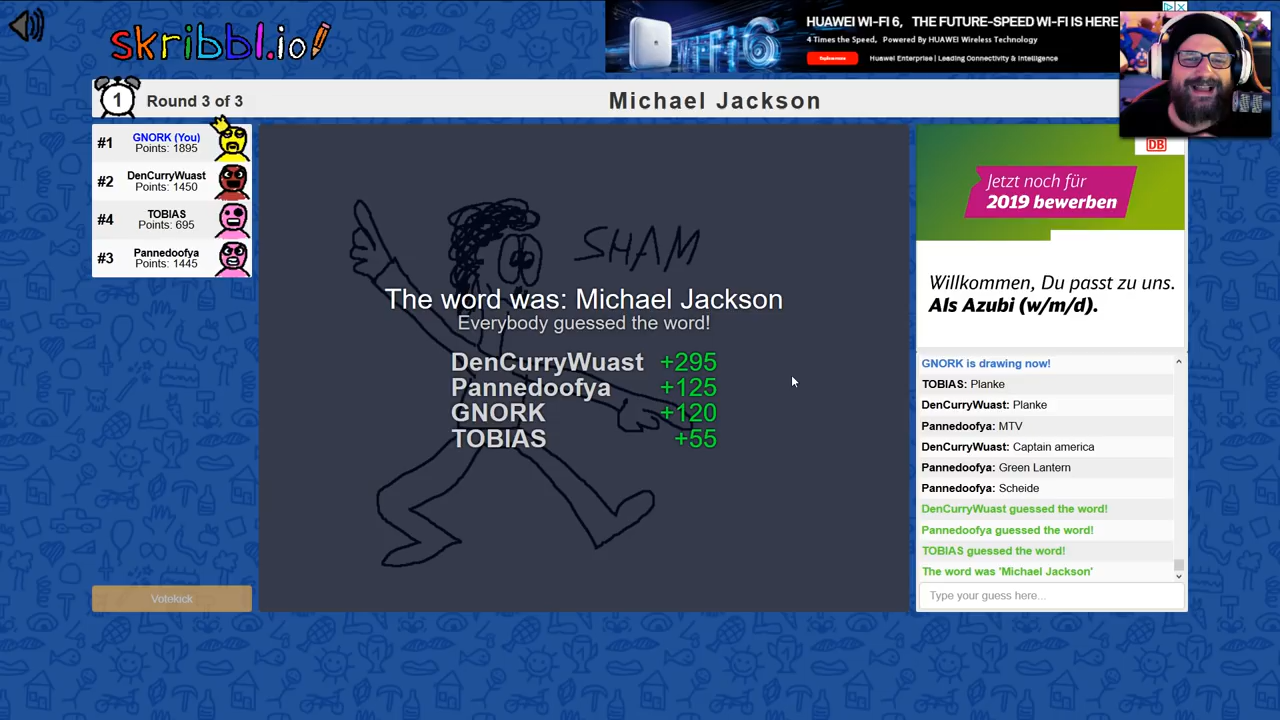 skribbl.io
HUAWEI WI-FI 6, THE FUTURE-SPEED WI-FI IS HERE
4 Times the Speed, Powered By HUAWEI Wireless Technology
Huawei Enterprise | Leading Connectivity & Intelligence
1
Round 3 of 3
Michael Jackson
#1
GNORK (You)
Points: 1895
#2
DenCurryWuast
Points: 1450
#4
TOBIAS
Points: 695
#3
Pannedoofya
Points: 1445
Votekick
SHAM
The word was: Michael Jackson
Everybody guessed the word!
DenCurryWuast +295
Pannedoofya +125
GNORK +120
TOBIAS +55
DB
Jetzt noch für
2019 bewerben
Willkommen, Du passt zu uns.
Als Azubi (w/m/d).
GNORK is drawing now!
TOBIAS: Planke
DenCurryWuast: Planke
Pannedoofya: MTV
DenCurryWuast: Captain america
Pannedoofya: Green Lantern
Pannedoofya: Scheide
DenCurryWuast guessed the word!
Pannedoofya guessed the word!
TOBIAS guessed the word!
The word was 'Michael Jackson'
Type your guess here...